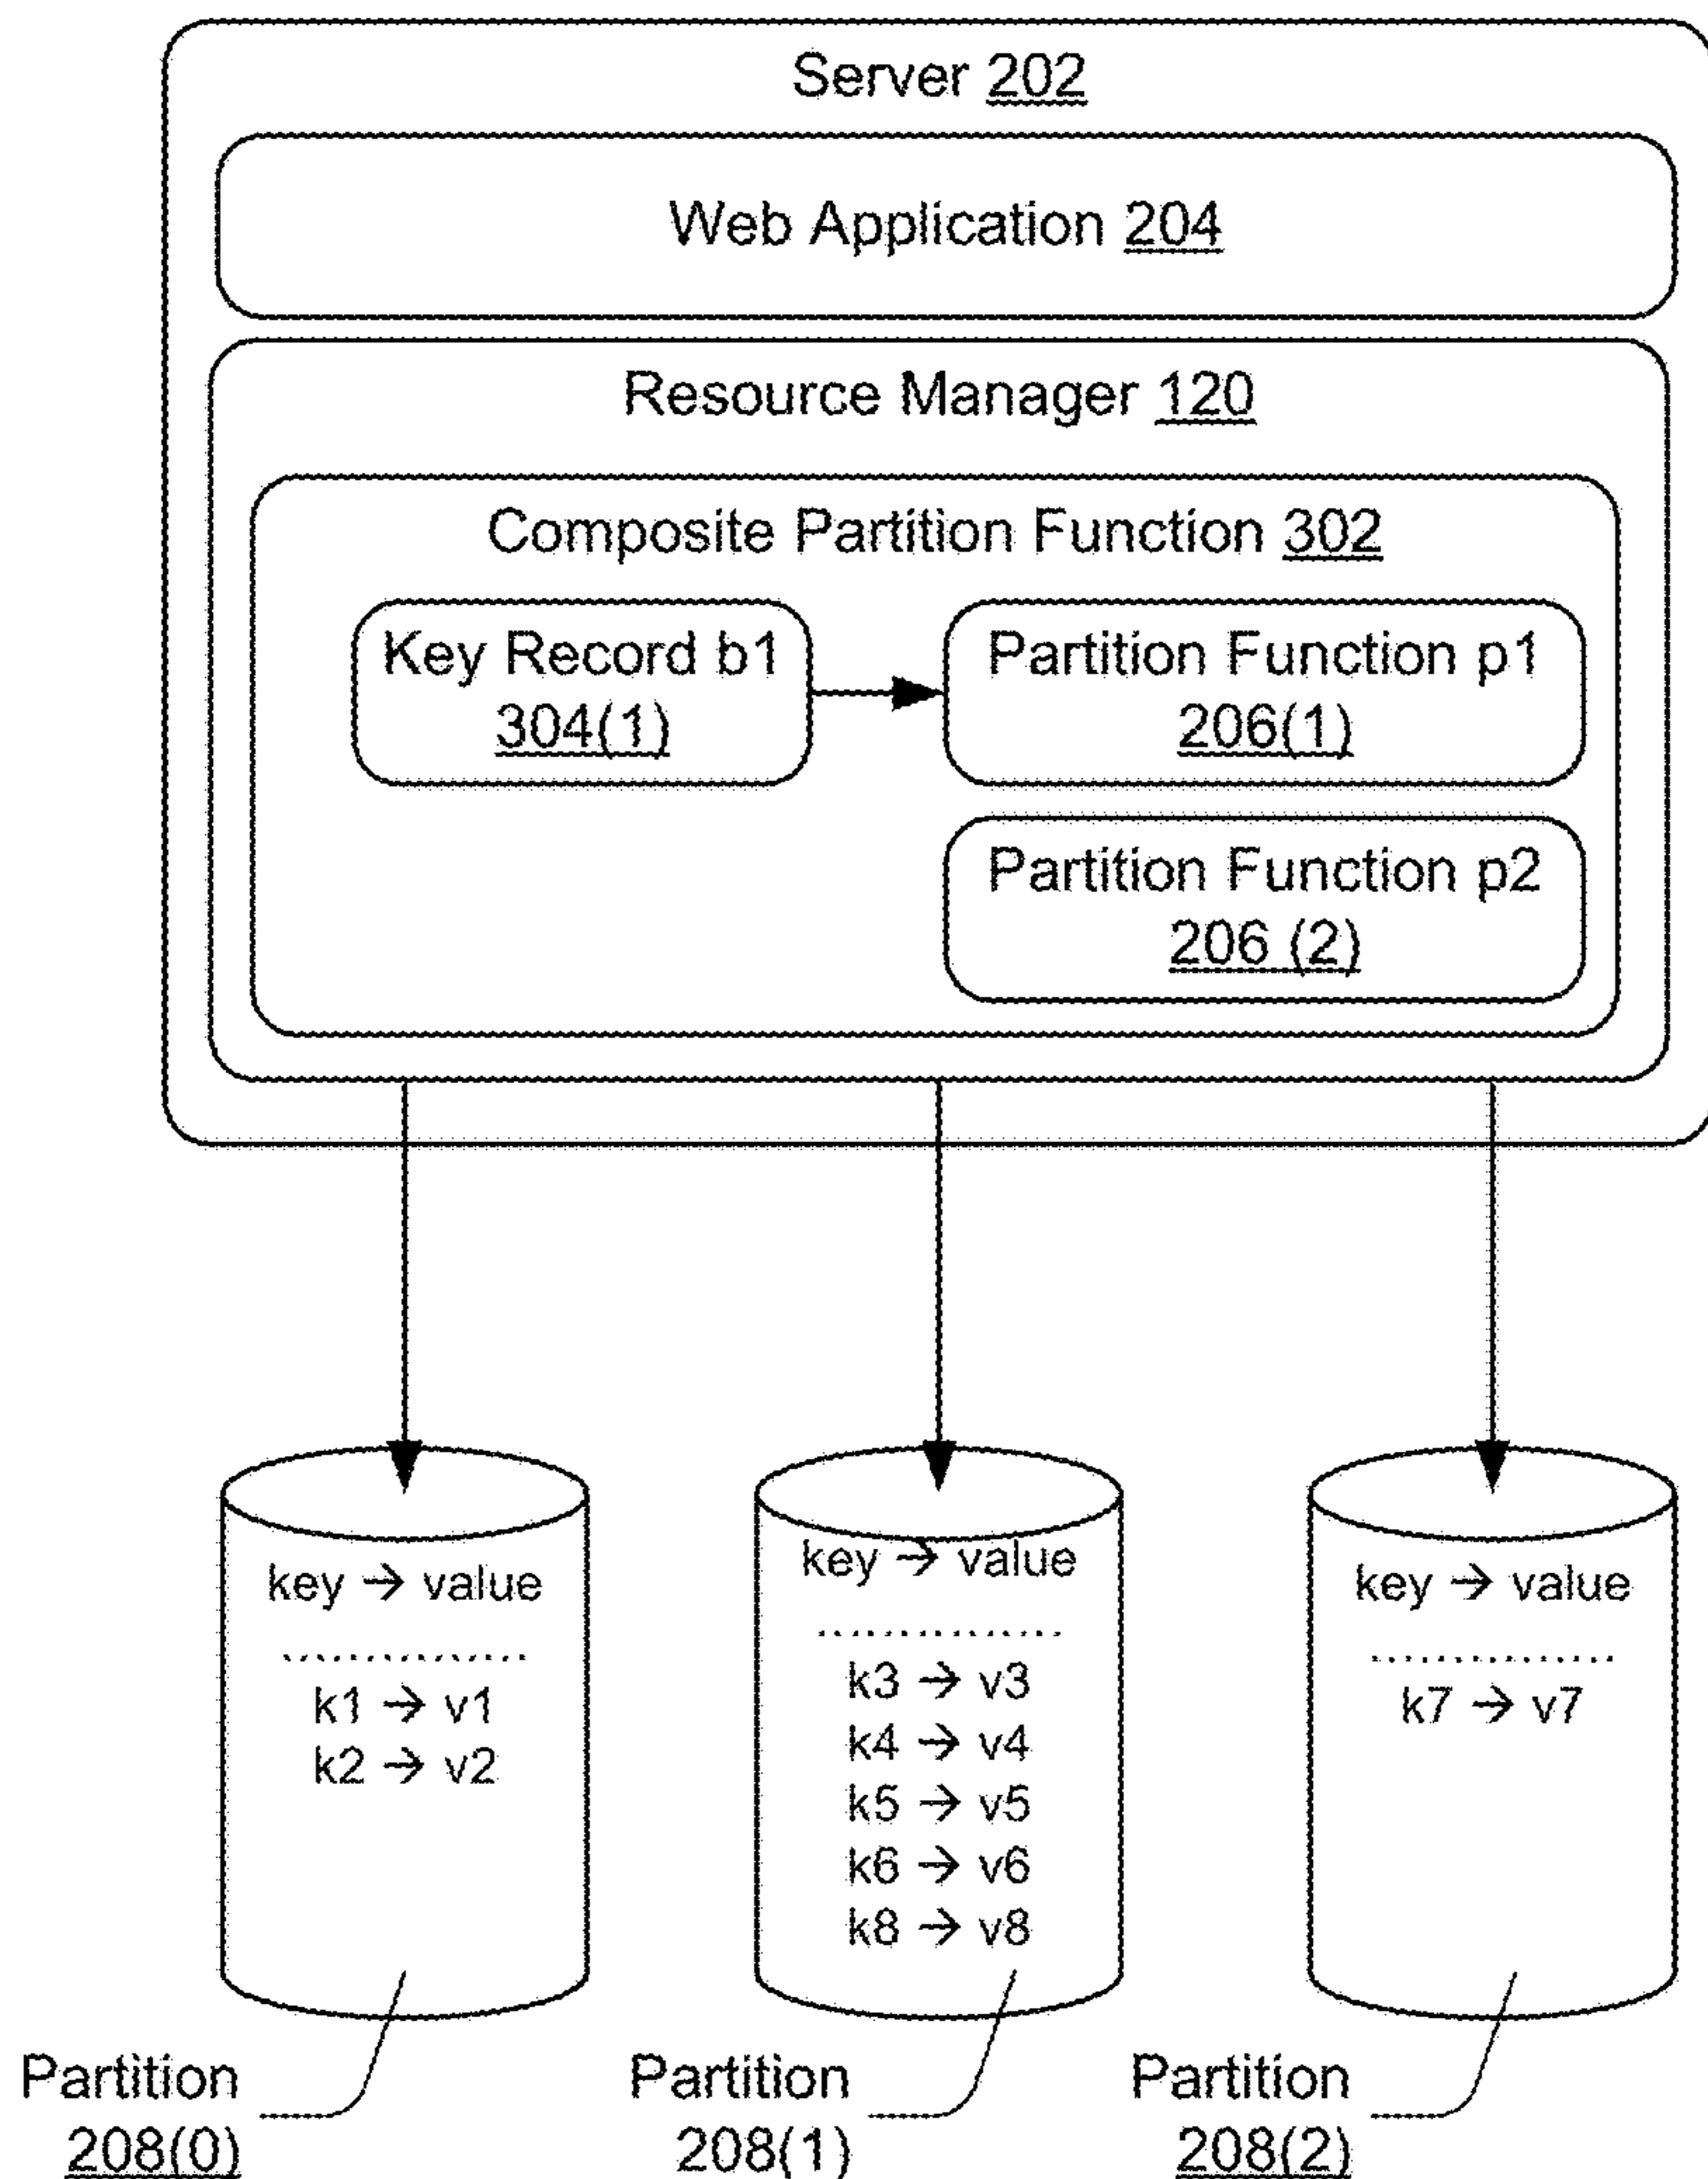 Server 202
Web Application 204
Resource Manager 120
Composite Partition Function 302
Key Record b1
304(1)
Partition Function p1
206(1)
Partition Function p2
206 (2)
key → value
k1 → v1
k2 → v2
key → value
k3 → v3
k4 → v4
k5 → v5
k6 → v6
k8 → v8
key → value
k7 → v7
Partition
208(0)
Partition
208(1)
Partition
208(2)